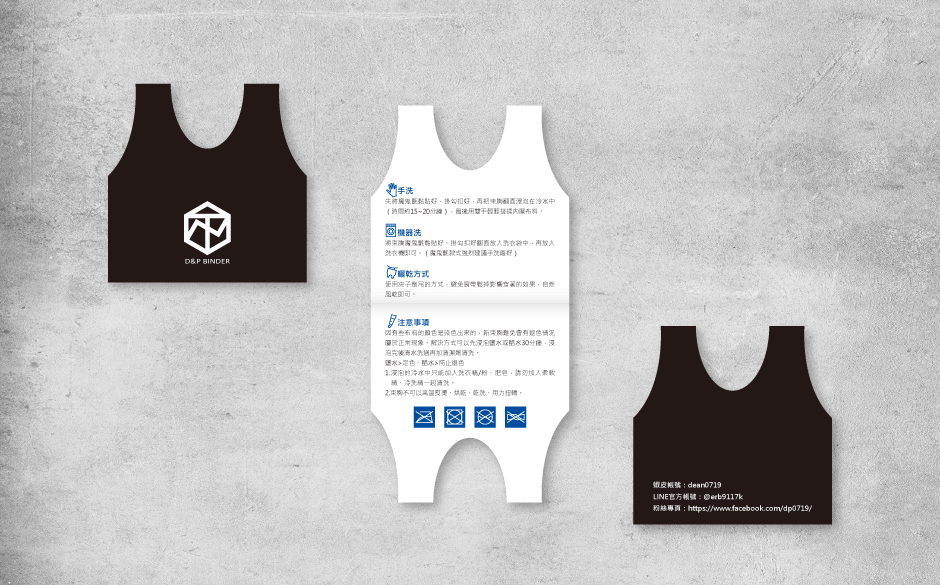 D&P BINDER
手洗
先將魔鬼氈黏貼好、掛勾扣好，再把束胸翻面浸泡在冷水中
（時間約15~20分鐘），最後用雙手輕輕搓揉內層布料。
機器洗
將束胸魔鬼氈黏貼好、掛勾扣好翻面放入洗衣袋中，再放入
洗衣機即可。（魔鬼氈款式強烈建議手洗最好）
曬乾方式
使用夾子倒吊的方式，避免肩帶鬆掉影響穿著的效果，自然
風乾即可。
注意事項
因有些布料的顏色是染色出來的，新束胸難免會有退色情況
屬於正常現象。解決方式可以先浸泡鹽水或醋水30分鐘，浸
泡完後清水洗過再加清潔劑清洗。
鹽水>定色，醋水>防止退色
1.浸泡的冷水中只能加入洗衣精/粉、肥皂，請勿加入柔軟
精、冷洗精一起清洗。
2.束胸不可以高溫熨燙、烘乾、乾洗、用力扭轉。
蝦皮帳號：dean0719
LINE官方帳號：@erb9117k
粉絲專頁：https://www.facebook.com/dp0719/